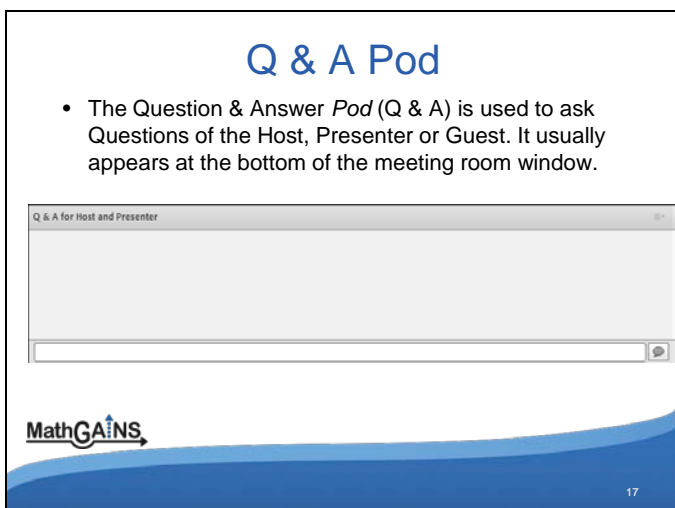 Q & A Pod
• The Question & Answer Pod (Q & A) is used to ask
Questions of the Host, Presenter or Guest. It usually
appears at the bottom of the meeting room window.
Q & A for Host and Presenter
MathGAINS
17